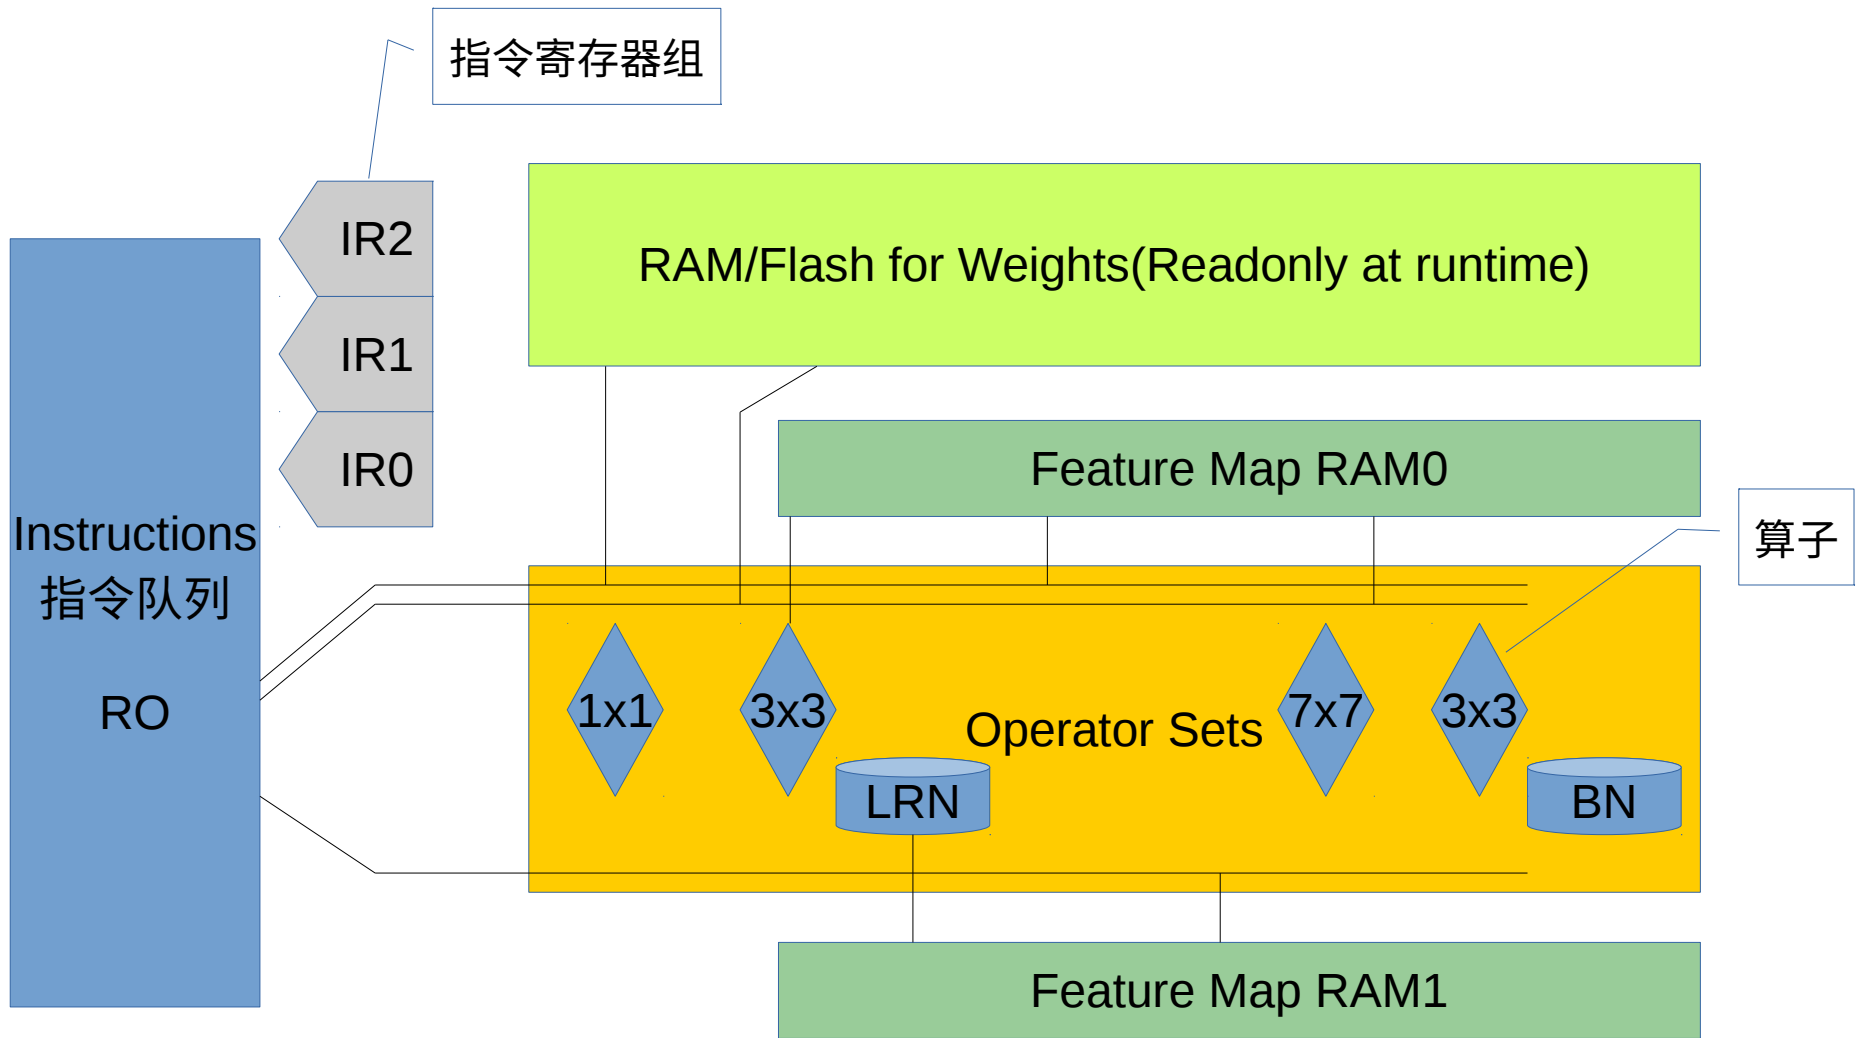 指令寄存器组
IR2
IR1
IR0
RAM/Flash for Weights(Readonly at runtime)
Feature Map RAM0
Instructions
指令队列
RO
算子
1x1
3x3
Operator Sets
7x7
3x3
LRN
BN
Feature Map RAM1